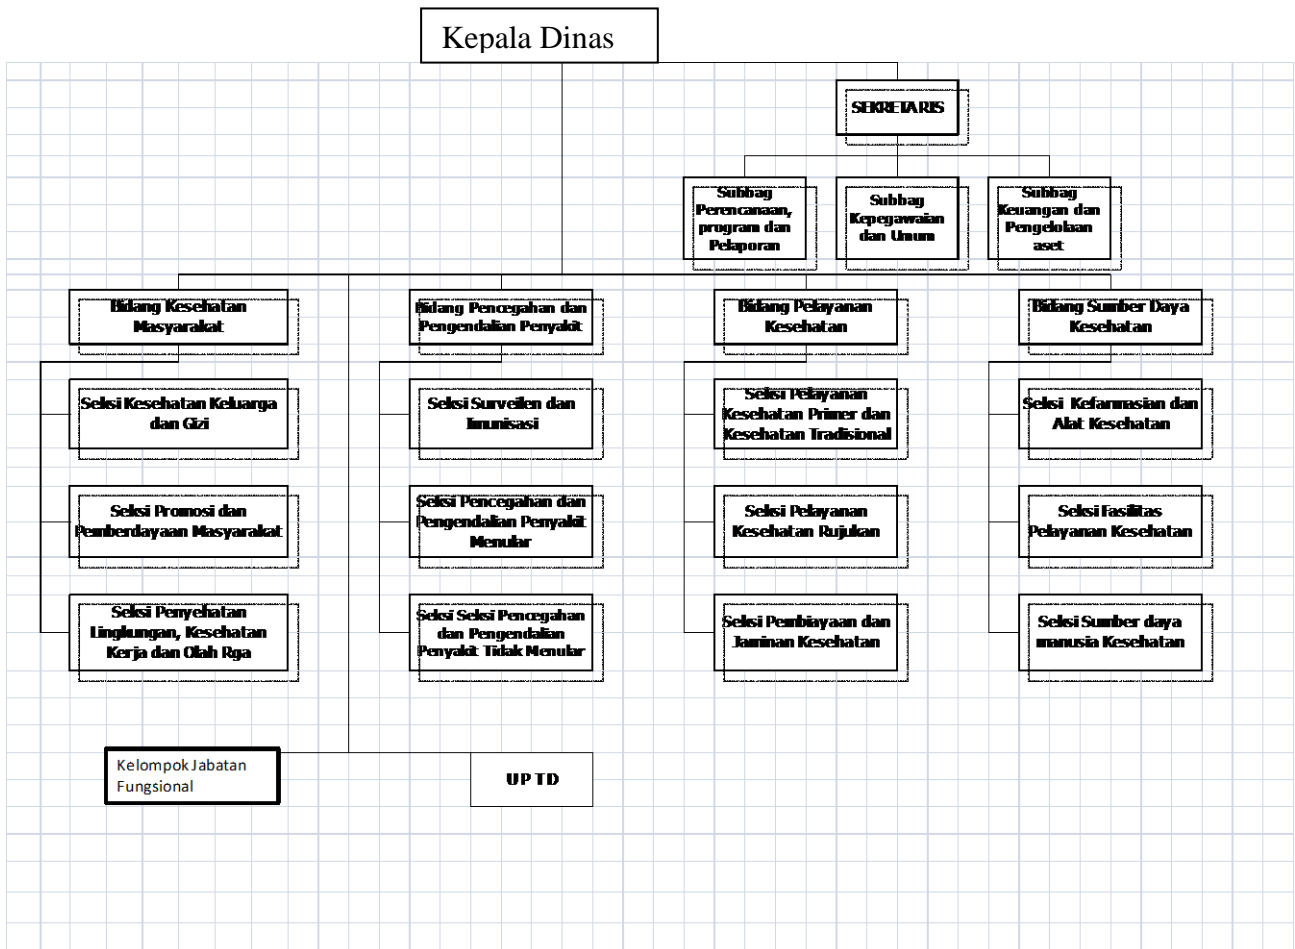 Kepala Dinas
SEKRETARIS
Subbag
Perencanaan,
program dan
Pelaporan
Subbag
Kepegawaian
dan Umum
Subbag
Keuangan dan
Pengelolaan
aset
Bidang Kesehatan
Masyarakat
Bidang Pencegahan dan
Pengendalian Penyakit
Bidang Pelayanan
Kesehatan
Bidang Sumber Daya
Kesehatan
Seksi Kesehatan Keluarga
dan Gizi
Seksi Surveilen dan
Imunisasi
Seksi Pelayanan
Kesehatan Primer dan
Kesehatan Tradisional
Seksi Kefarmasian dan
Alat Kesehatan
Seksi Promosi dan
Pemberdayaan Masyarakat
Seksi Pencegahan dan
Pengendalian Penyakit
Menular
Seksi Pelayanan
Kesehatan Rujukan
Seksi Fasilitas
Pelayanan Kesehatan
Seksi Penyehatan
Lingkungan, Kesehatan
Kerja dan Olah Rga
Seksi Seksi Pencegahan
dan Pengendalian
Penyakit Tidak Menular
Seksi Pembiayaan dan
Jaminan Kesehatan
Seksi Sumber daya
manusia Kesehatan
Kelompok Jabatan
Fungsional
UPTD